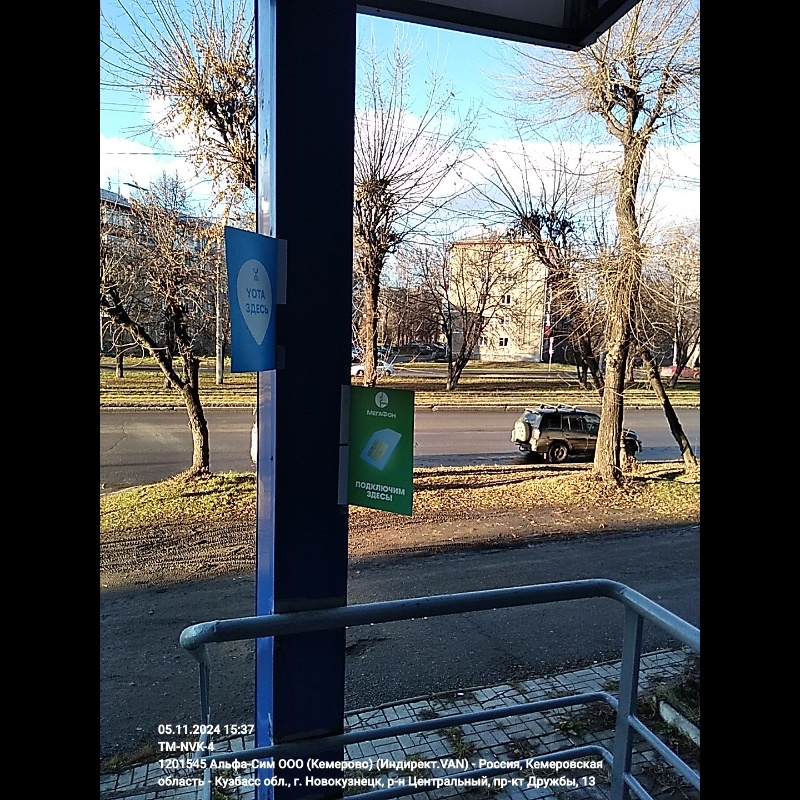 YOTA
ЗДЕСЬ
МЕГАФОН
ПОДКЛЮЧИМ
ЗДЕСЬ!
05.11.2024 15:37
TM-NVK-4
1201545 Альфа-Сим ООО (Кемерово) (Индирект.VAN) - Россия, Кемеровская
область - Кузбасс обл., г. Новокузнецк, р-н Центральный, пр-кт Дружбы, 13